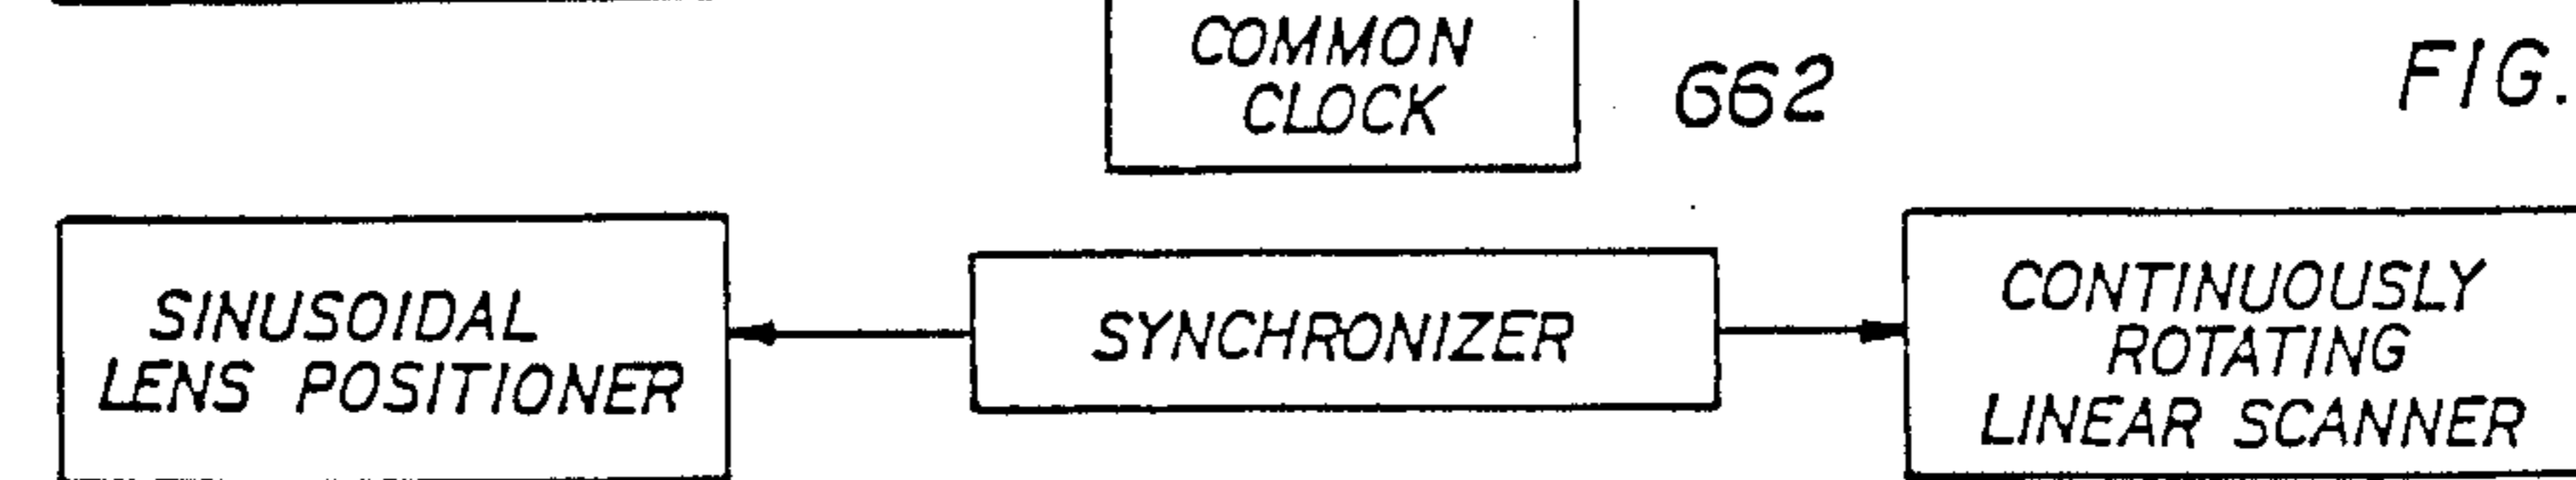 COMMON
CLOCK
662
FIG.
SINUSOIDAL
LENS POSITIONER
SYNCHRONIZER
CONTINUOUSLY
ROTATING
LINEAR SCANNER